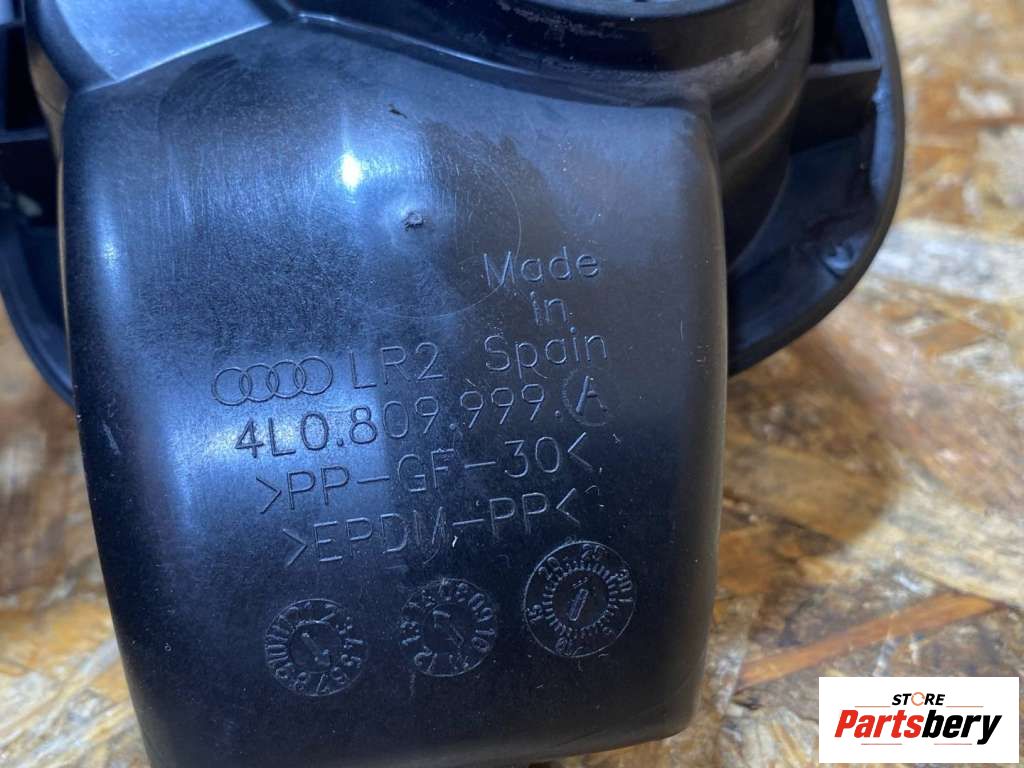 Made
in
LR2 Spain
4L0.809.999.A
>PP-GF-30<
>EPDM-PP<
STORE
Partsbery